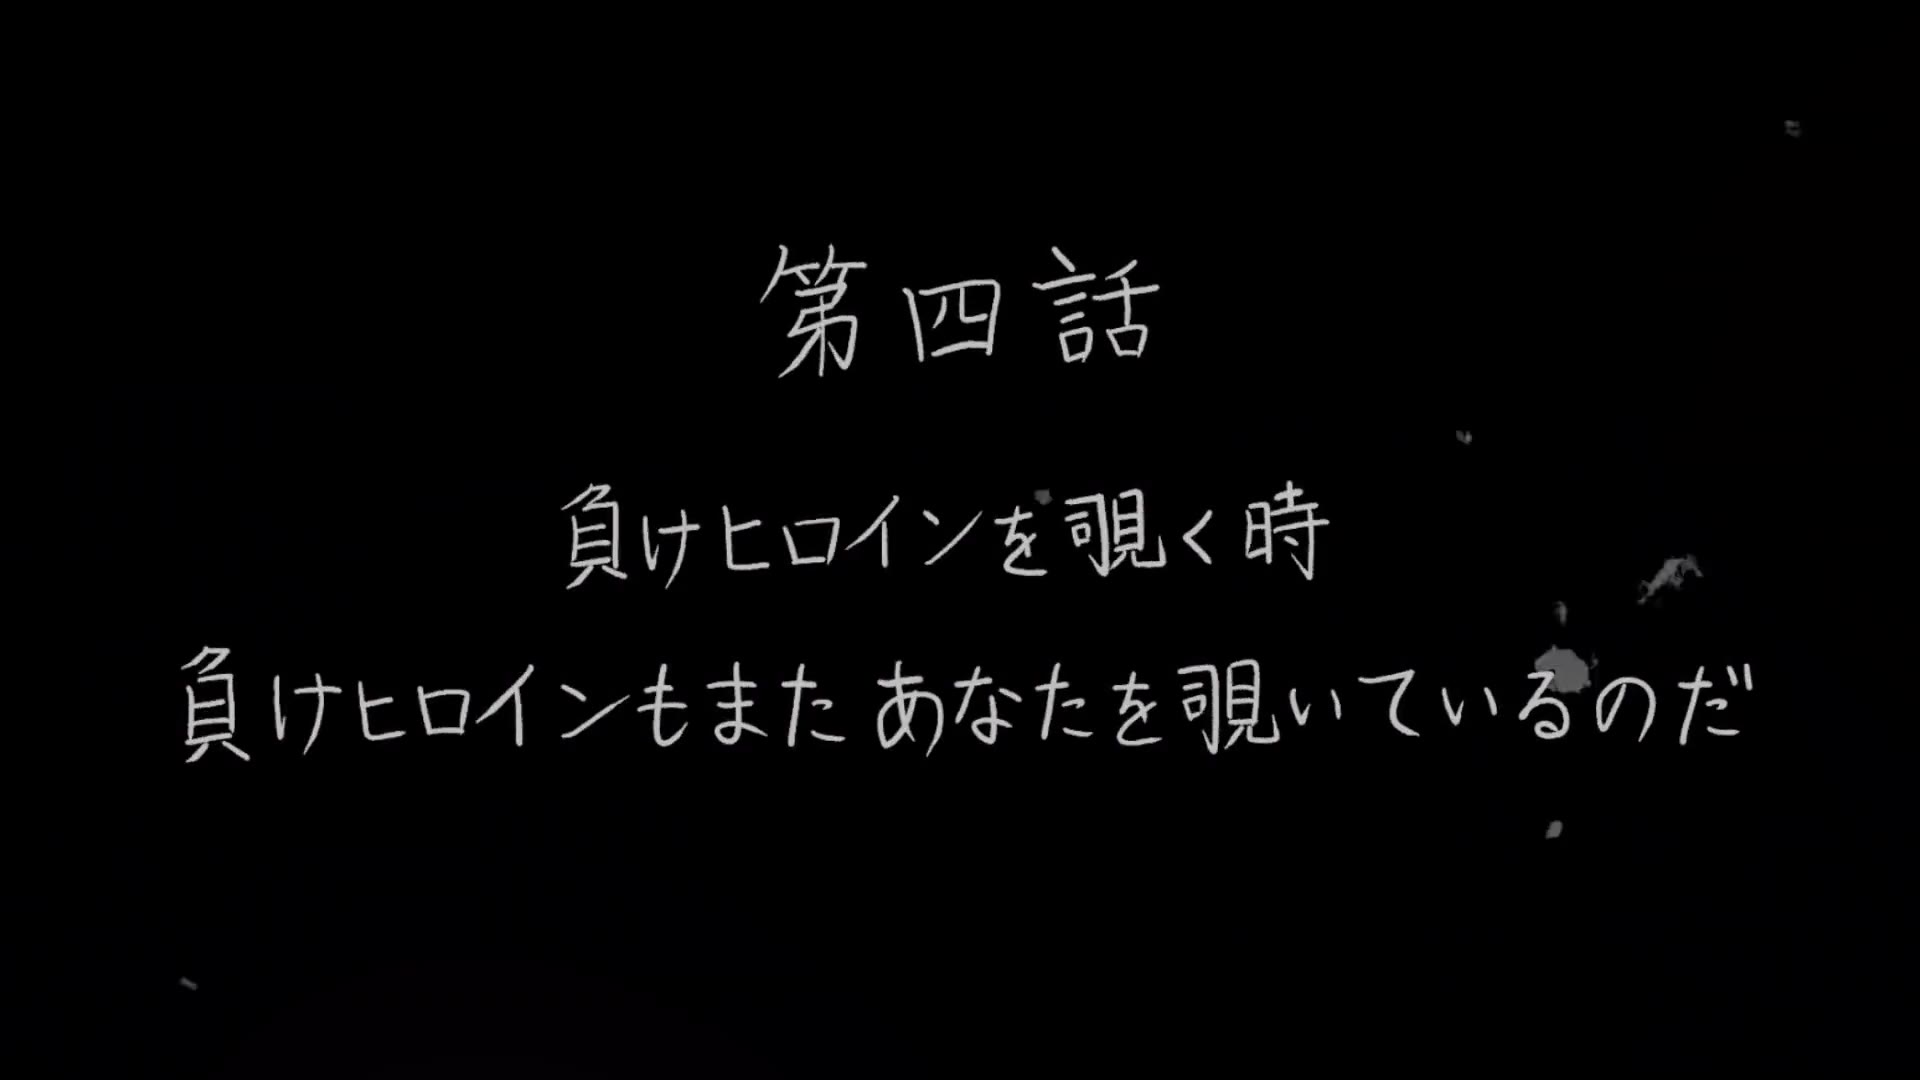 第四話
負けヒロインを覗く時
負けヒロインもまた あなたを覗いているのだ